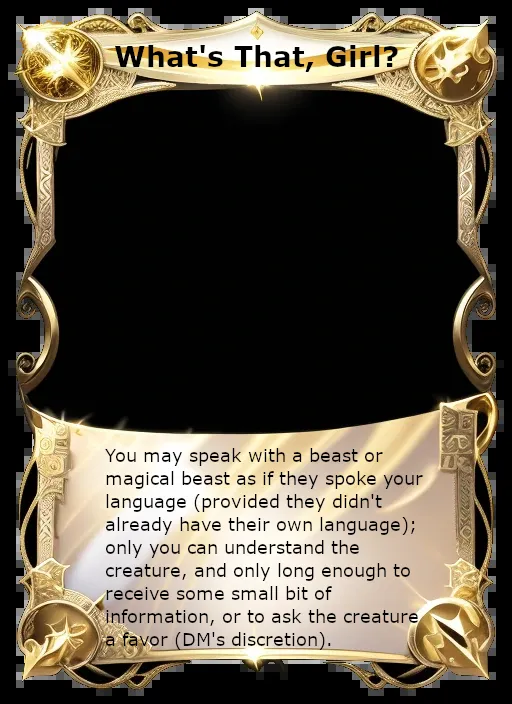 What's That, Girl?
You may speak with a beast or
magical beast as if they spoke your
language (provided they didn't
already have their own language);
only you can understand the
creature, and only long enough to
receive some small bit of
information, or to ask the creature
a favor (DM's discretion).